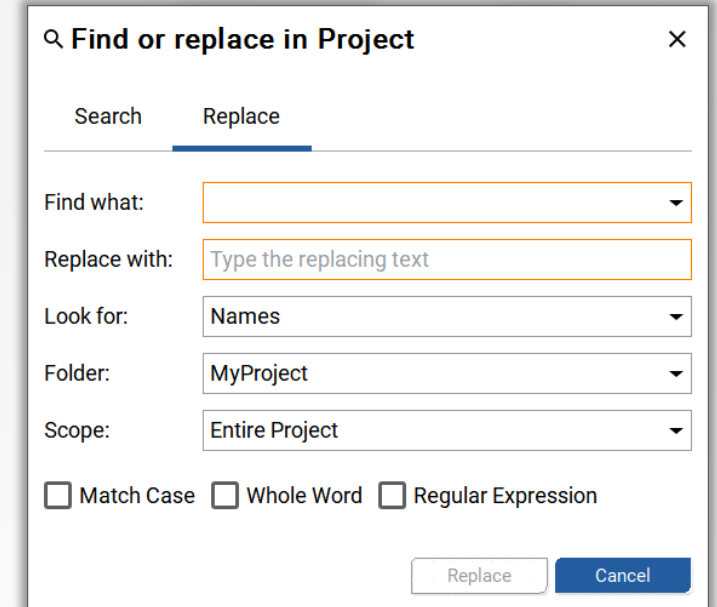 Find or replace in Project
Search Replace
Find what:
Replace with: Type the replacing text
Look for: Names
Folder: MyProject
Scope: Entire Project
Match Case Whole Word Regular Expression
Replace Cancel